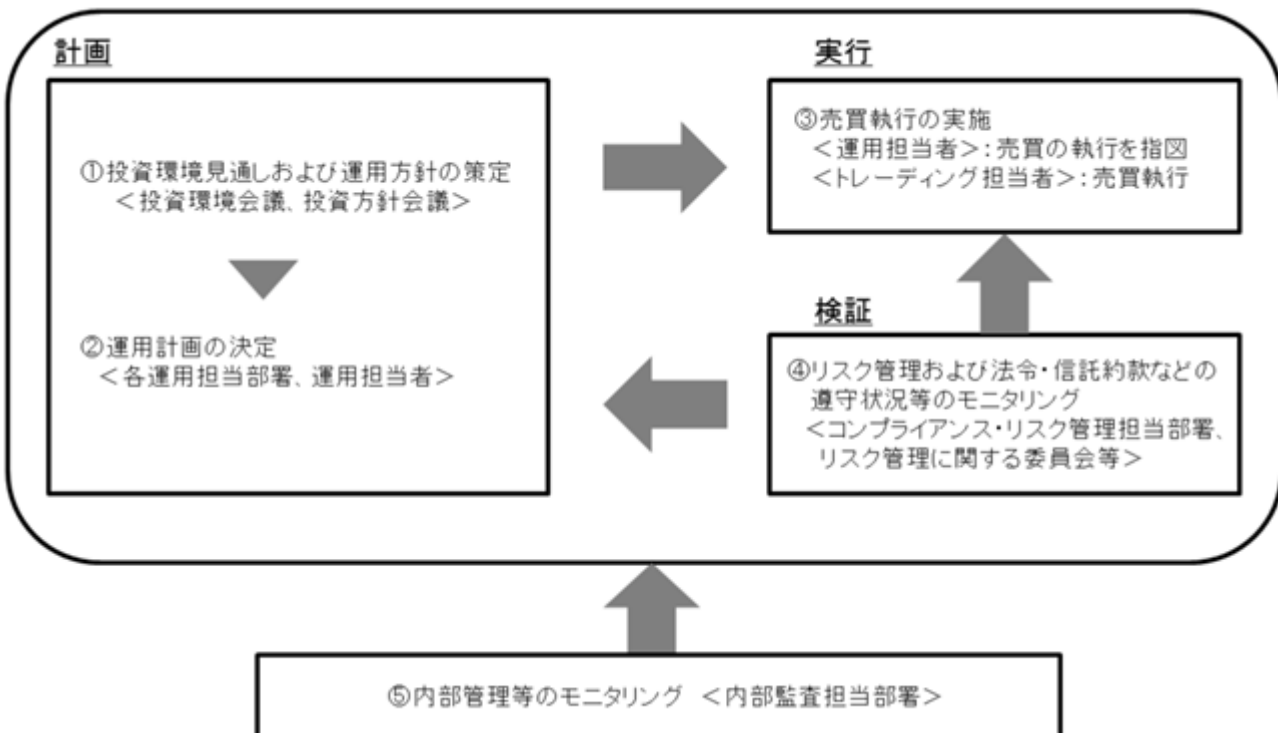 計画
①投資環境見通しおよび運用方針の策定
＜投資環境会議、投資方針会議＞
②運用計画の決定
＜各運用担当部署、運用担当者＞
実行
③売買執行の実施
＜運用担当者＞：売買の執行を指図
＜トレーディング担当者＞：売買執行
検証
④リスク管理および法令・信託約款などの
遵守状況等のモニタリング
＜コンプライアンス・リスク管理担当部署、
リスク管理に関する委員会等＞
⑤内部管理等のモニタリング ＜内部監査担当部署＞